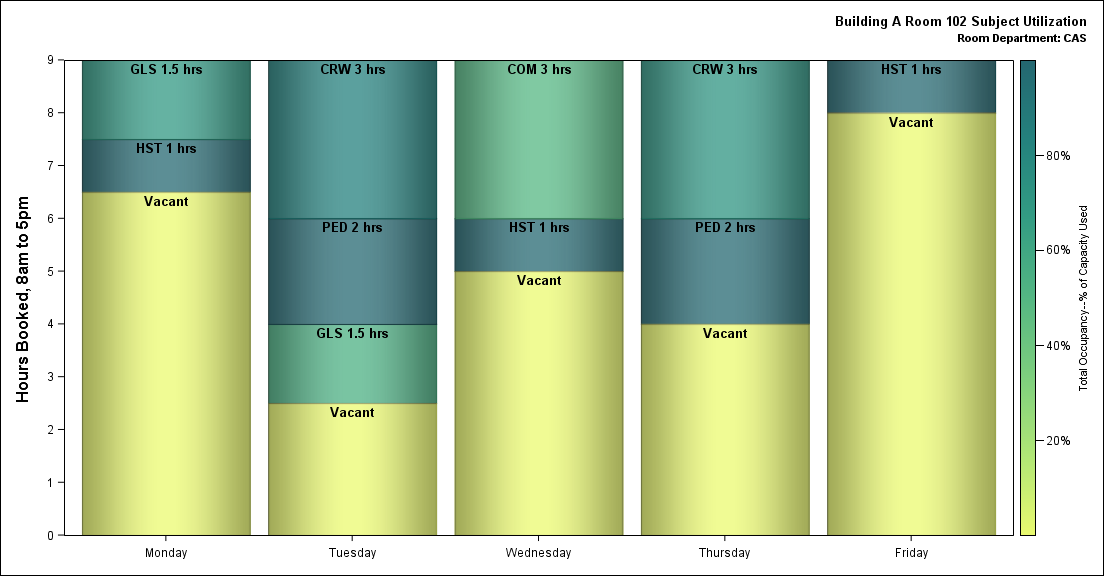 Building A Room 102 Subject Utilization
Room Department: CAS
Hours Booked, 8am to 5pm
9
8
7
6
5
4
3
2
1
0
GLS 1.5 hrs
HST 1 hrs
Vacant
CRW 3 hrs
PED 2 hrs
GLS 1.5 hrs
Vacant
COM 3 hrs
HST 1 hrs
Vacant
CRW 3 hrs
PED 2 hrs
Vacant
HST 1 hrs
Vacant
Monday
Tuesday
Wednesday
Thursday
Friday
80%
60%
40%
20%
Total Occupancy--% of Capacity Used